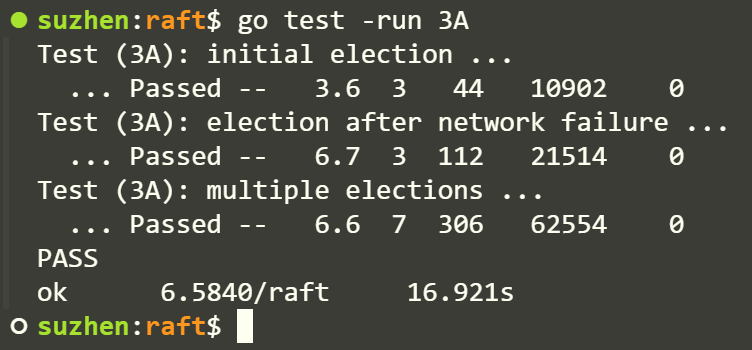 suzhen:raft$ go test -run 3A
Test (3A): initial election ...
  ... Passed --   3.6  3   44   10902    0
Test (3A): election after network failure ...
  ... Passed --   6.7  3  112   21514    0
Test (3A): multiple elections ...
  ... Passed --   6.6  7  306   62554    0
PASS
ok      6.5840/raft     16.921s
suzhen:raft$